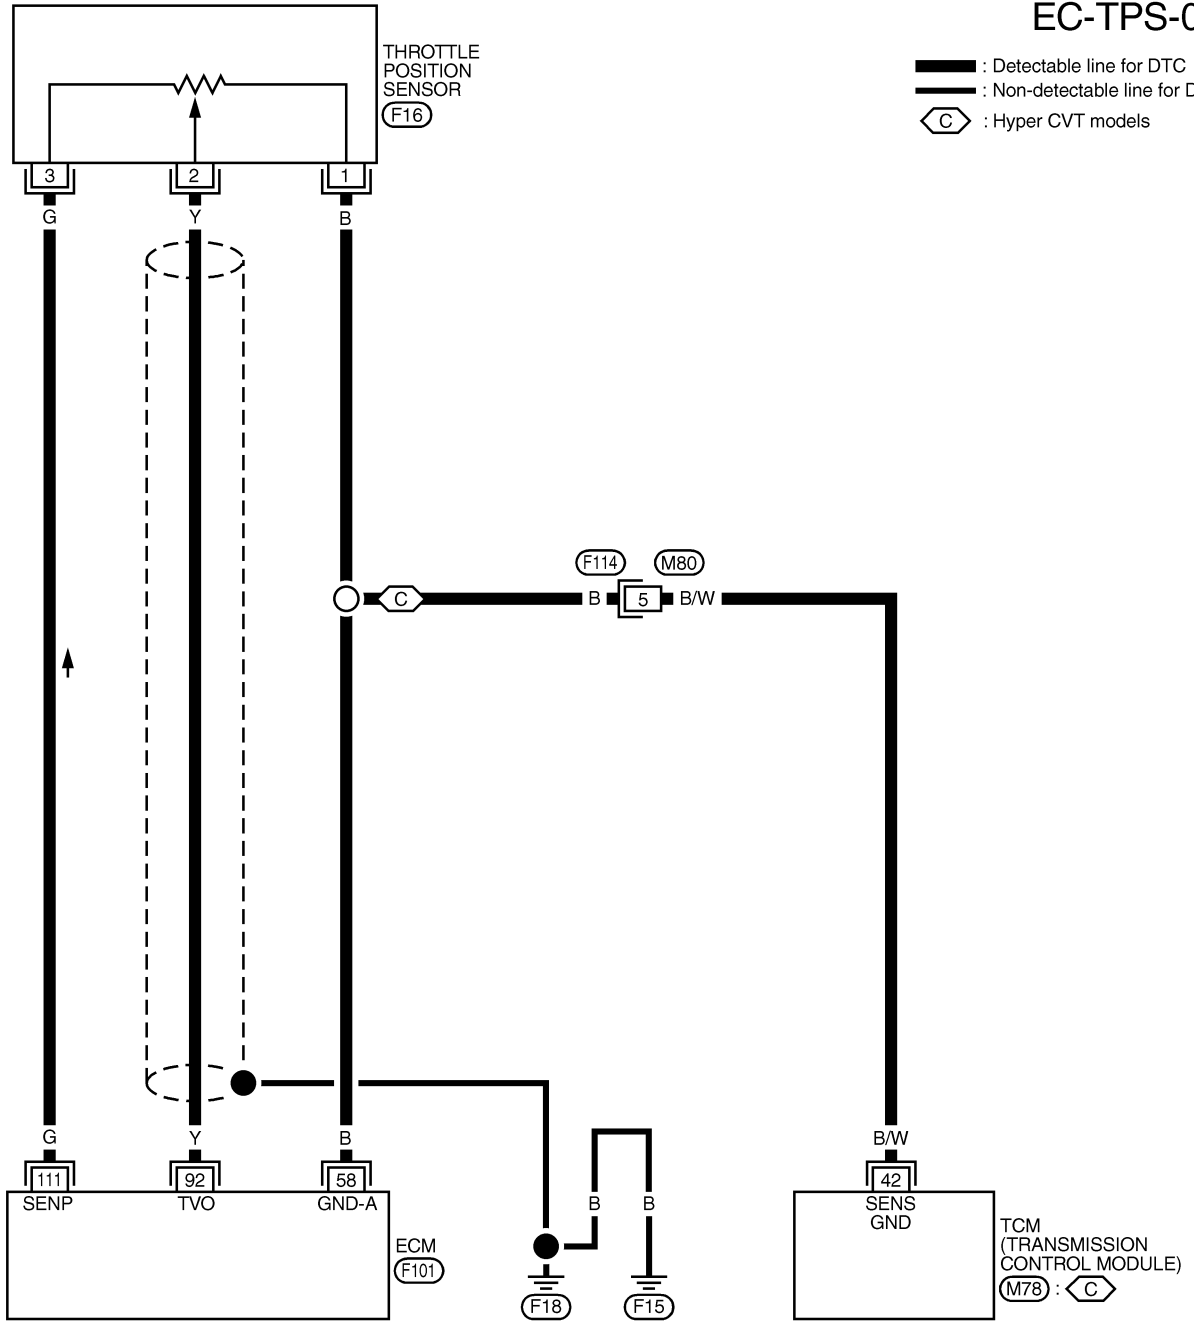 EC-TPS-0
: Detectable line for DTC
: Non-detectable line for D
C : Hyper CVT models
THROTTLE
POSITION
SENSOR
F16
3 2 1
G Y B
F114 M80
C B 5 B/W
G Y B B/W
111 92 58 42
SENP TVO GND-A
SENS
GND
B B
ECM
F101
TCM
(TRANSMISSION
CONTROL MODULE)
M78 : C
F18 F15